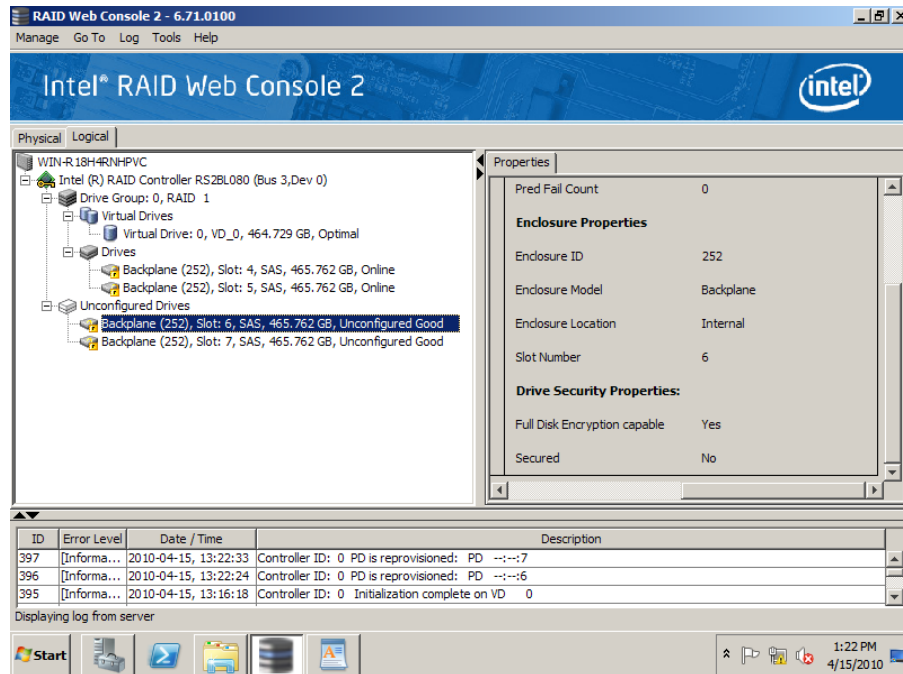 RAID Web Console 2 - 6.71.0100
Manage Go To Log Tools Help
Intel® RAID Web Console 2
intel
Physical Logical
WIN-R18H4RNHPVC
Intel (R) RAID Controller RS2BL080 (Bus 3,Dev 0)
Drive Group: 0, RAID 1
Virtual Drives
Virtual Drive: 0, VD_0, 464.729 GB, Optimal
Drives
Backplane (252), Slot: 4, SAS, 465.762 GB, Online
Backplane (252), Slot: 5, SAS, 465.762 GB, Online
Unconfigured Drives
Backplane (252), Slot: 6, SAS, 465.762 GB, Unconfigured Good
Backplane (252), Slot: 7, SAS, 465.762 GB, Unconfigured Good
Properties
Pred Fail Count 0
Enclosure Properties
Enclosure ID 252
Enclosure Model Backplane
Enclosure Location Internal
Slot Number 6
Drive Security Properties:
Full Disk Encryption capable Yes
Secured No
ID Error Level Date / Time Description
397 [Informa... 2010-04-15, 13:22:33 Controller ID: 0 PD is reprovisioned: PD --:--:7
396 [Informa... 2010-04-15, 13:22:24 Controller ID: 0 PD is reprovisioned: PD --:--:6
395 [Informa... 2010-04-15, 13:16:18 Controller ID: 0 Initialization complete on VD 0
Displaying log from server
Start
1:22 PM
4/15/2010